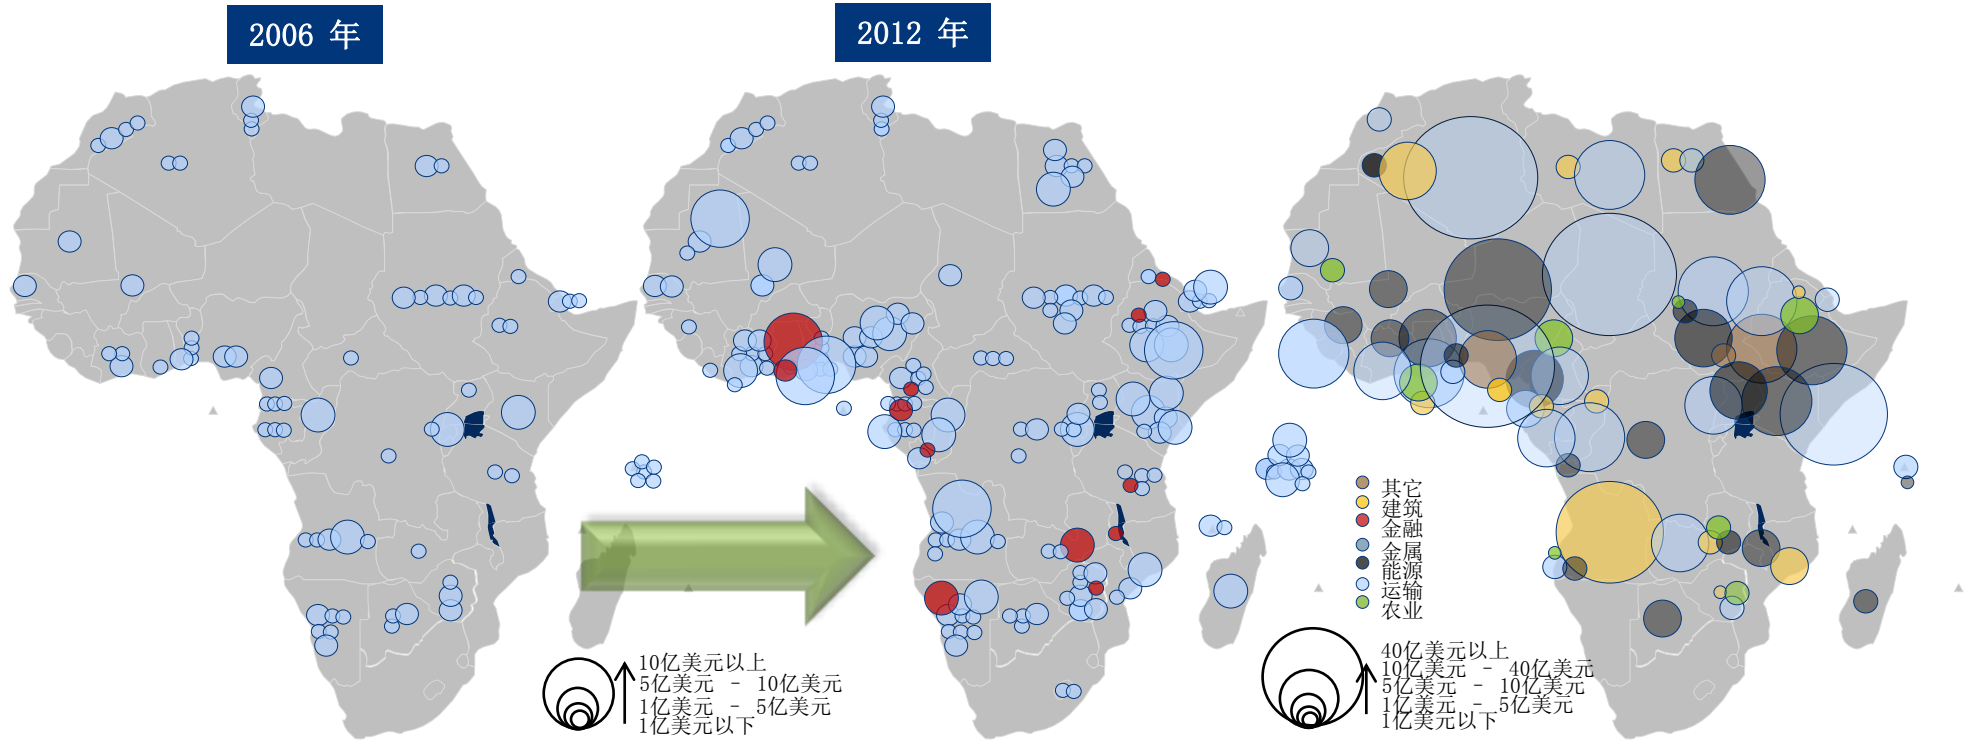 2006 年
2012 年
其它
建筑
金融
金属
能源
运输
农业
10亿美元以上
5亿美元 - 10亿美元
1亿美元 - 5亿美元
1亿美元以下
40亿美元以上
10亿美元 - 40亿美元
5亿美元 - 10亿美元
1亿美元 - 5亿美元
1亿美元以下